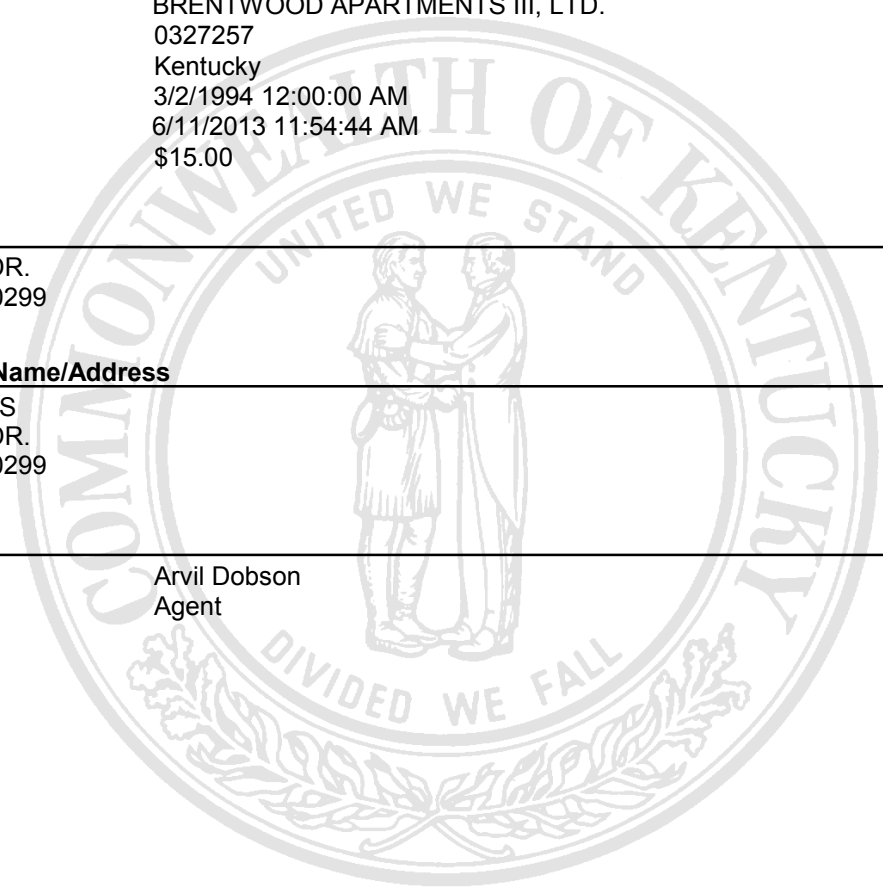 BRENTWOOD APARTMENTS III, LTD.
0327257
Kentucky
3/2/1994 12:00:00 AM
6/11/2013 11:54:44 AM
$15.00
COMMONWEALTH OF KENTUCKY
UNITED WE STAND
DR.
0299
Name/Address
S
DR.
0299
Arvil Dobson
Agent
DIVIDED WE FALL